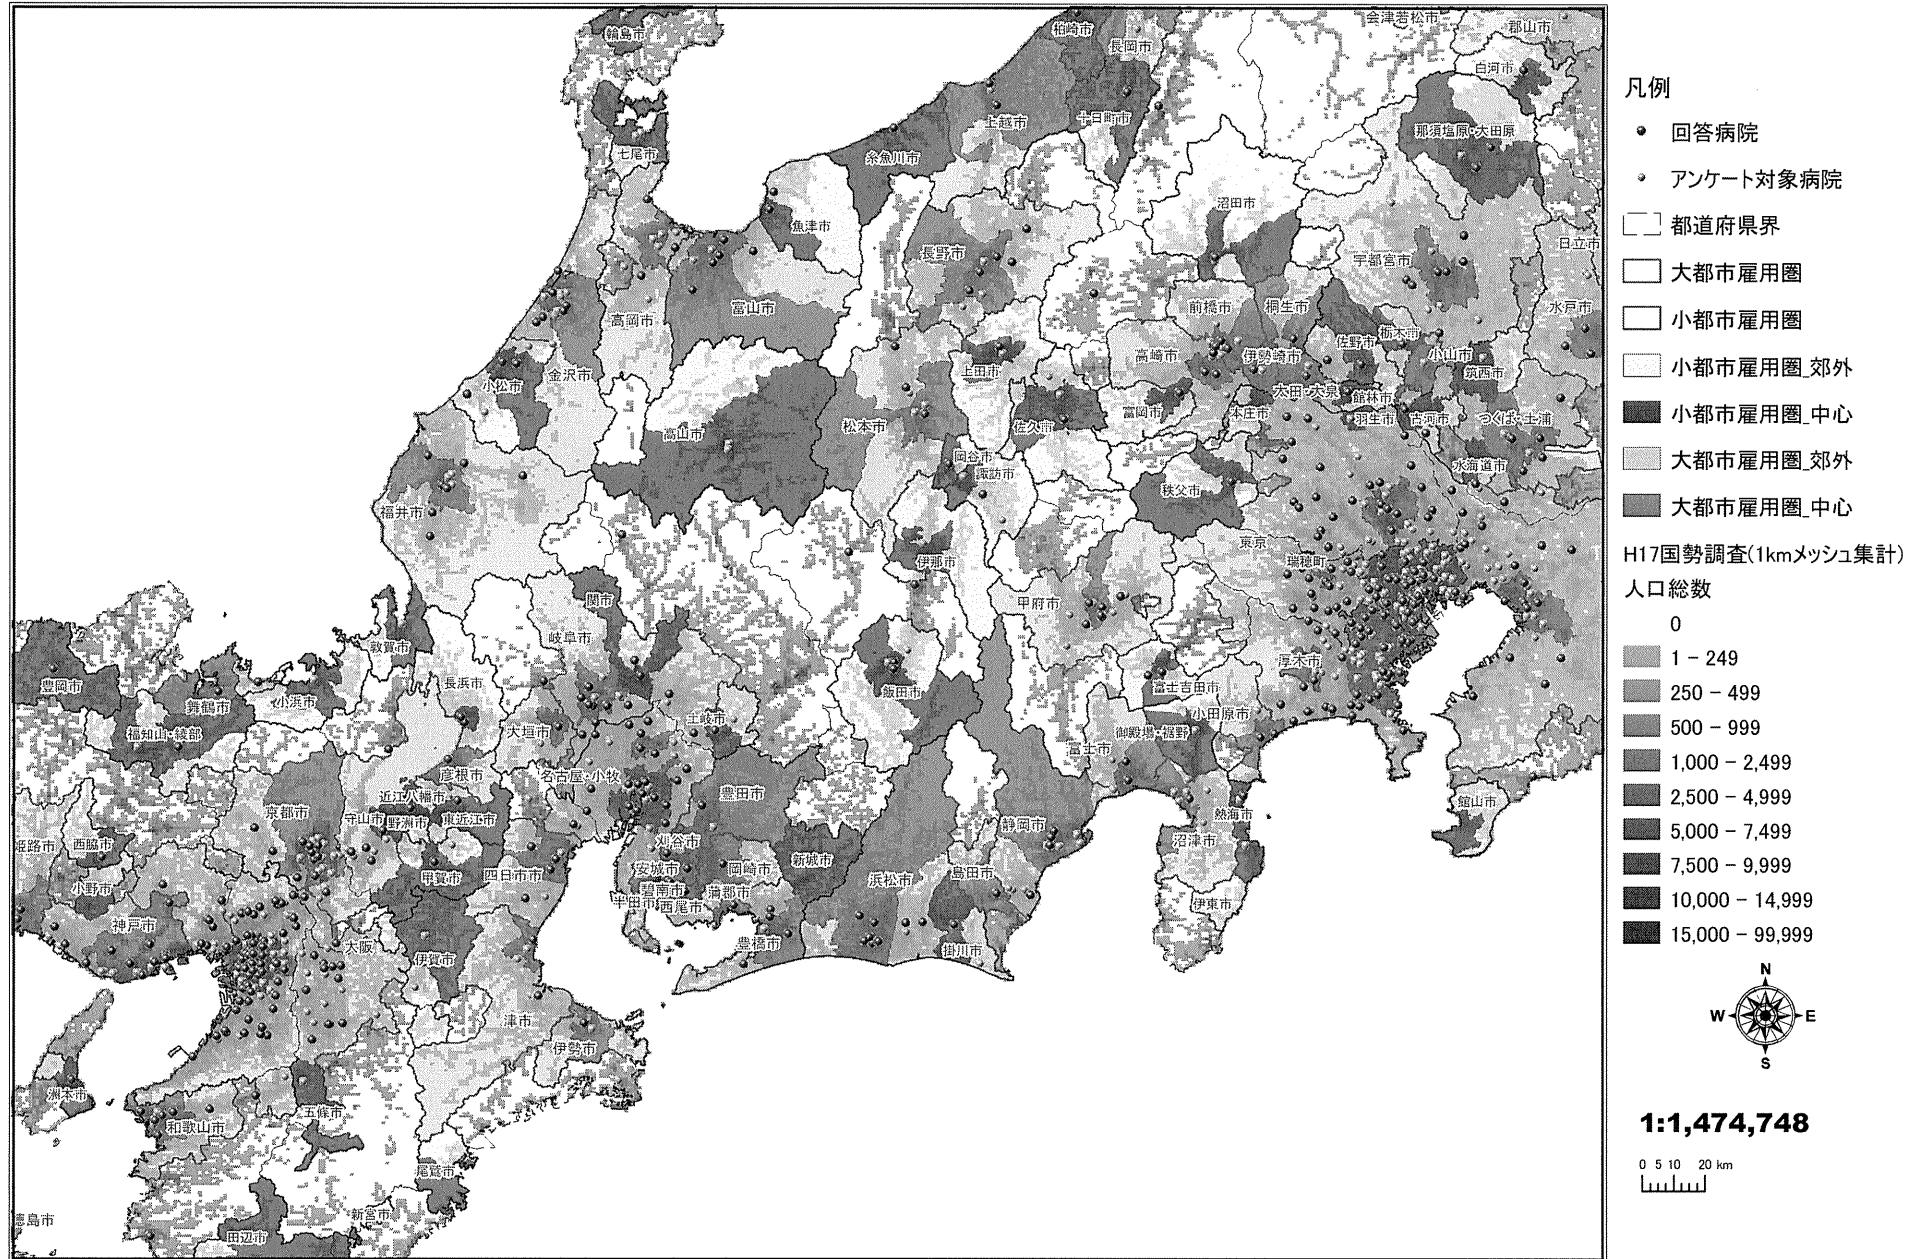 輪島市
柏崎市
長岡市
会津若松市
郡山市
白河市
七尾市
糸魚川市
上越市
十日町市
那須塩原・大田原
魚津市
長野市
沼田市
宇都宮市
日立市
高岡市
富山市
前橋市
桐生市
水戸市
小松市
金沢市
上田市
高崎市
伊勢崎市
佐野市
栃木市
小山市
筑西市
高山市
松本市
佐久市
富岡市
本庄市
太田・大泉
館林市
羽生市
古河市
つくば・土浦
福井市
岡谷市
諏訪市
秩父市
水海道市
東京
瑞穂町
伊那市
甲府市
関市
岐阜市
敦賀市
豊岡市
舞鶴市
小浜市
長浜市
飯田市
厚木市
富士吉田市
福知山・綾部
大垣市
土岐市
小田原市
御殿場・裾野
富士市
彦根市
名古屋・小牧
豊田市
近江八幡市
京都市
守山市
野洲市
東近江市
館山市
熱海市
静岡市
沼津市
姫路市
西脇市
刈谷市
小野市
甲賀市
四日市市
安城市
岡崎市
新城市
浜松市
島田市
碧南市
蒲郡市
半田市
西尾市
伊東市
神戸市
大阪
伊賀市
豊橋市
掛川市
津市
伊勢市
洲本市
和歌山市
五條市
尾鷲市
徳島市
田辺市
新宮市
凡例
回答病院
アンケート対象病院
都道府県界
大都市雇用圏
小都市雇用圏
小都市雇用圏_郊外
小都市雇用圏_中心
大都市雇用圏_郊外
大都市雇用圏_中心
H17国勢調査(1kmメッシュ集計)
人口総数
0
1 - 249
250 - 499
500 - 999
1,000 - 2,499
2,500 - 4,999
5,000 - 7,499
7,500 - 9,999
10,000 - 14,999
15,000 - 99,999
N
W E
S
1:1,474,748
0 5 10 20 km